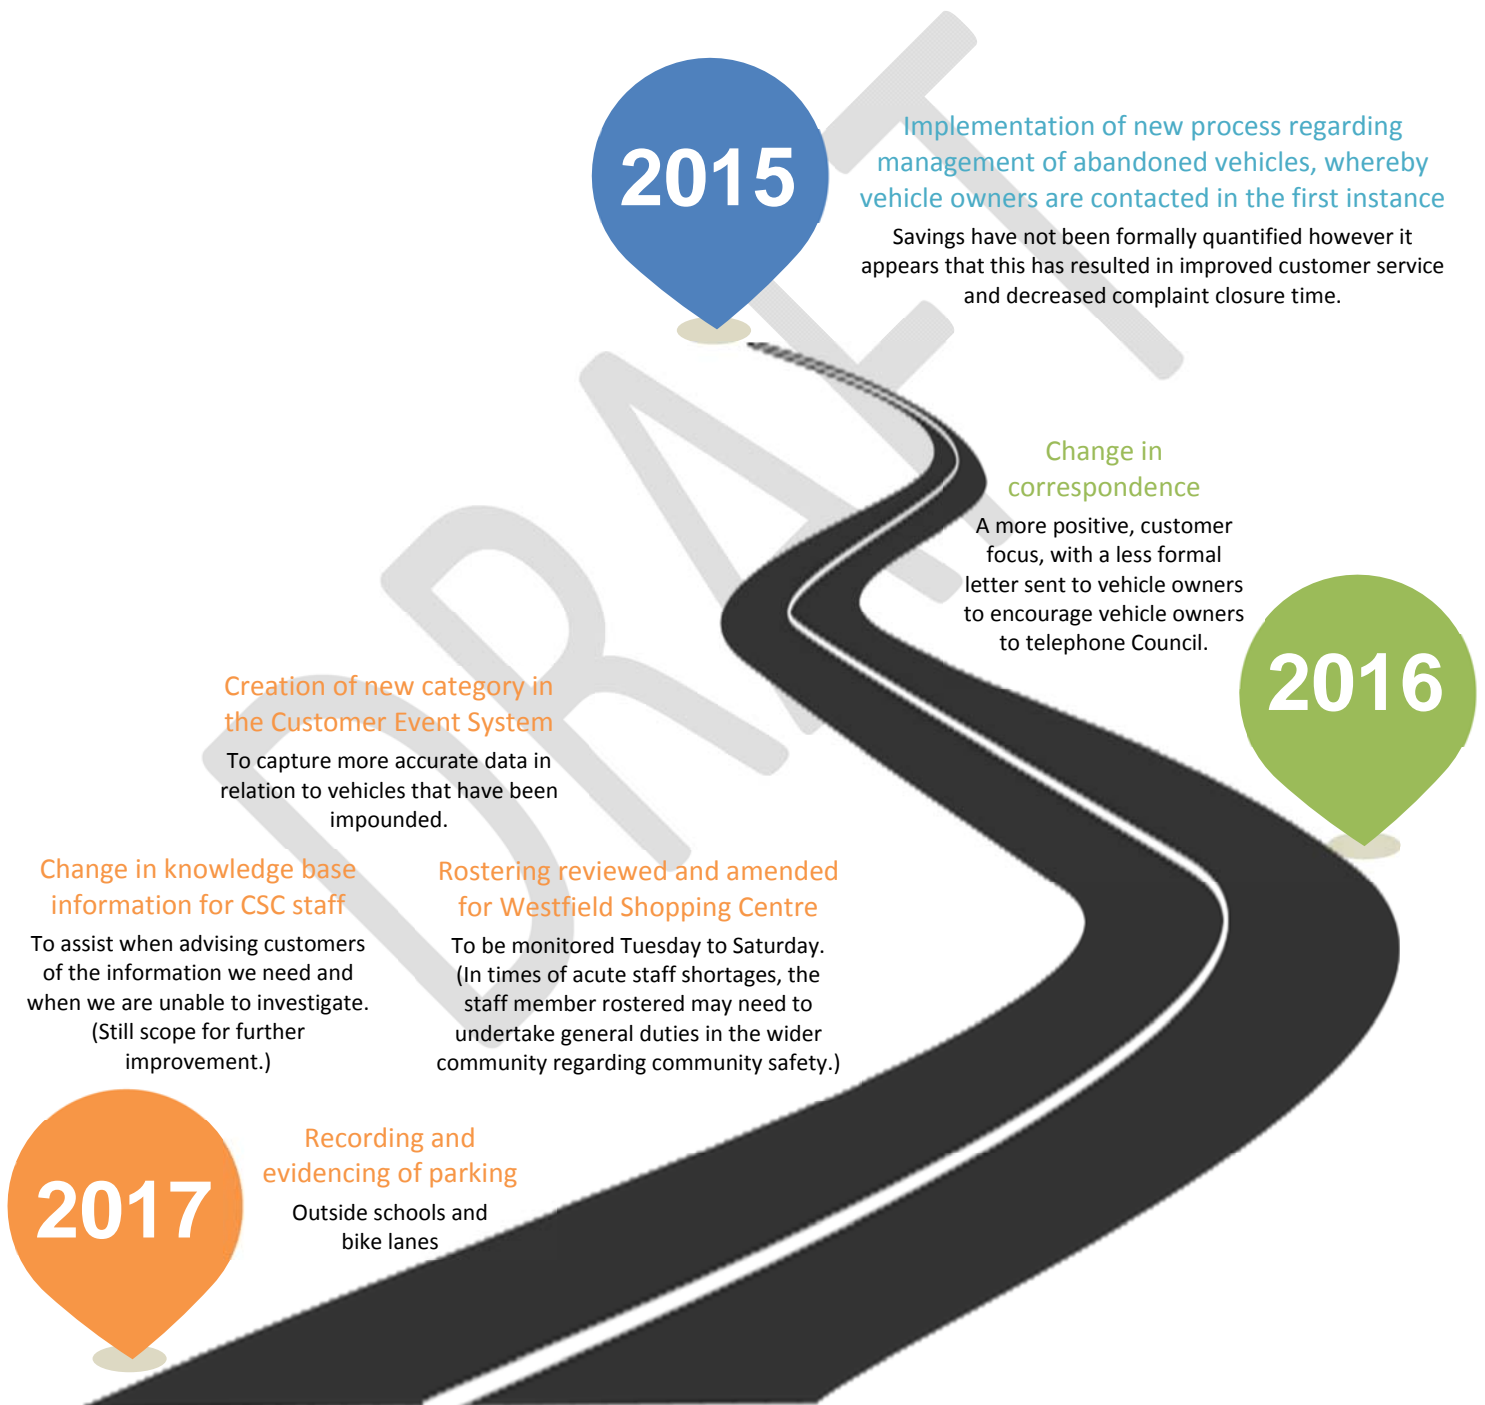 2015
Implementation of new process regarding
management of abandoned vehicles, whereby
vehicle owners are contacted in the first instance
Savings have not been formally quantified however it
appears that this has resulted in improved customer service
and decreased complaint closure time.
Change in
correspondence
A more positive, customer
focus, with a less formal
letter sent to vehicle owners
to encourage vehicle owners
to telephone Council.
2016
Creation of new category in
the Customer Event System
To capture more accurate data in
relation to vehicles that have been
impounded.
Change in knowledge base
information for CSC staff
To assist when advising customers
of the information we need and
when we are unable to investigate.
(Still scope for further
improvement.)
Rostering reviewed and amended
for Westfield Shopping Centre
To be monitored Tuesday to Saturday.
(In times of acute staff shortages, the
staff member rostered may need to
undertake general duties in the wider
community regarding community safety.)
2017
Recording and
evidencing of parking
Outside schools and
bike lanes
DRAFT